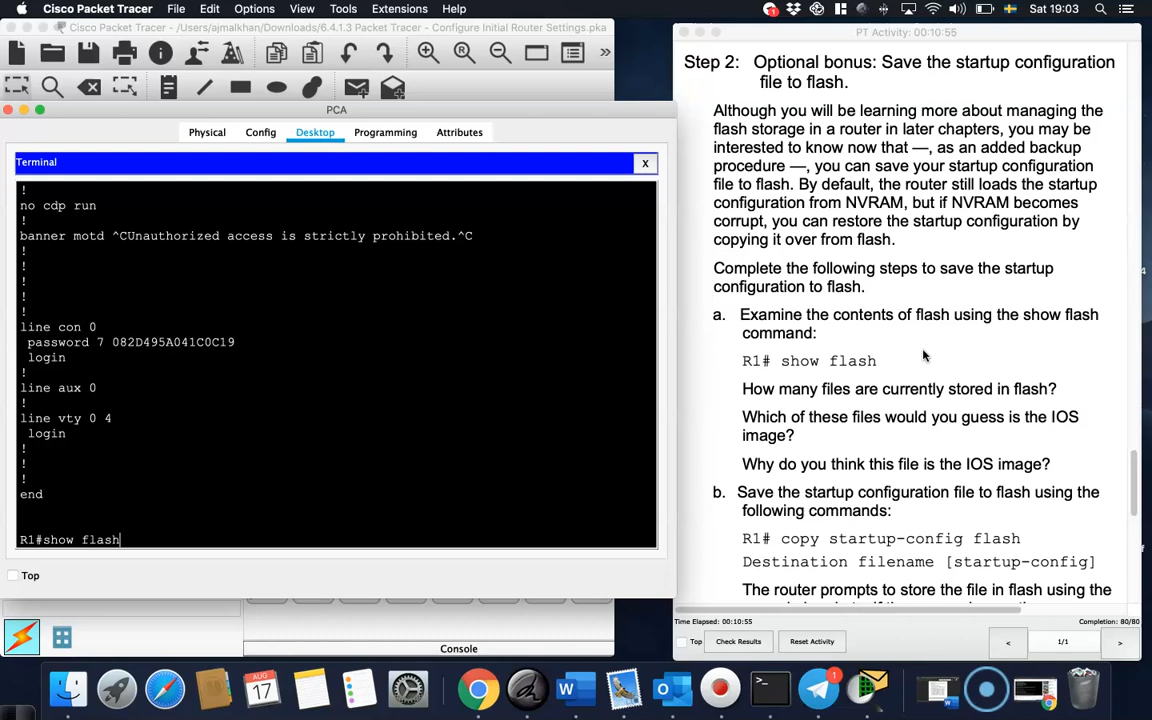 Cisco Packet Tracer File Edit Options View Tools Extensions Help
Sat 19:03
Cisco Packet Tracer - /Users/ajmalkhan/Downloads/6.4.1.3 Packet Tracer - Configure Initial Router Settings.pka
PCA
Physical Config Desktop Programming Attributes
Terminal
X
!
no cdp run
!
banner motd ^CUnauthorized access is strictly prohibited.^C
!
!
!
!
!
line con 0
password 7 082D495A041C0C19
login
!
line aux 0
!
line vty 0 4
login
!
!
!
end
R1#show flash
Top
Console
PT Activity: 00:10:55
Step 2: Optional bonus: Save the startup configuration
file to flash.
Although you will be learning more about managing the
flash storage in a router in later chapters, you may be
interested to know now that —, as an added backup
procedure —, you can save your startup configuration
file to flash. By default, the router still loads the startup
configuration from NVRAM, but if NVRAM becomes
corrupt, you can restore the startup configuration by
copying it over from flash.
Complete the following steps to save the startup
configuration to flash.
a. Examine the contents of flash using the show flash
command:
R1# show flash
How many files are currently stored in flash?
Which of these files would you guess is the IOS
image?
Why do you think this file is the IOS image?
b. Save the startup configuration file to flash using the
following commands:
R1# copy startup-config flash
Destination filename [startup-config]
The router prompts to store the file in flash using the
Time Elapsed: 00:10:55 Completion: 80/80
Top Check Results Reset Activity < 1/1 >
AUG
17